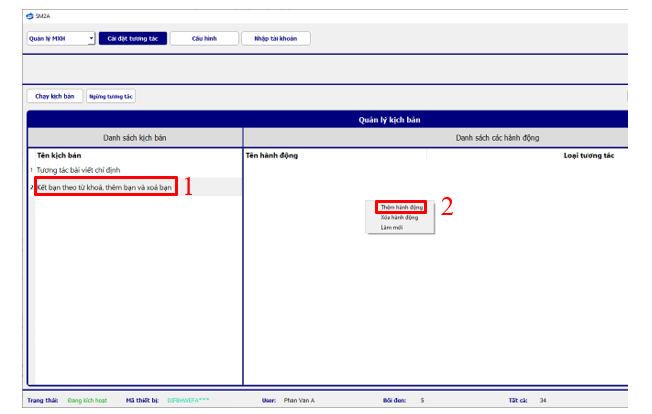 SM2A
Quản lý MXH Cài đặt tương tác Cấu hình Nhập tài khoản
Chạy kịch bản Ngừng tương tác
Quản lý kịch bản
Danh sách kịch bản Danh sách các hành động
Tên kịch bản Tên hành động Loại tương tác
1 Tương tác bài viết chỉ định
2 Kết bạn theo từ khoá, thêm bạn và xoá bạn 1
Thêm hành động 2
Xóa hành động
Làm mới
Trạng thái: Đang kích hoạt Mã thiết bị: User: Phan Van A Bôi đen: 5 Tất cả: 34